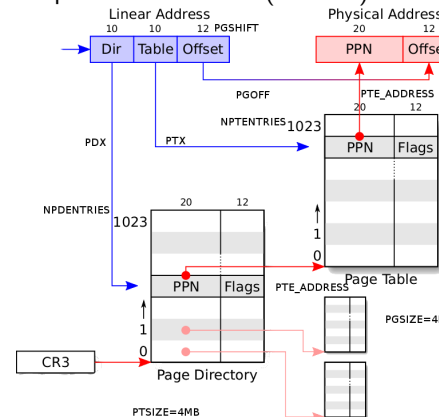 Linear Address
Physical Address
10 10 12 PGSHIFT
20 12
Dir Table Offset
PPN Offse
PGOFF
PTE_ADDRESS
20 12
NPTENTRIES
1023
PDX
PTX
PPN Flags
NPDENTRIES
20 12
1023
1
0
Page Table
PPN Flags
PTE_ADDRESS
1
0
PGSIZE=4
CR3
Page Directory
PTSIZE=4MB